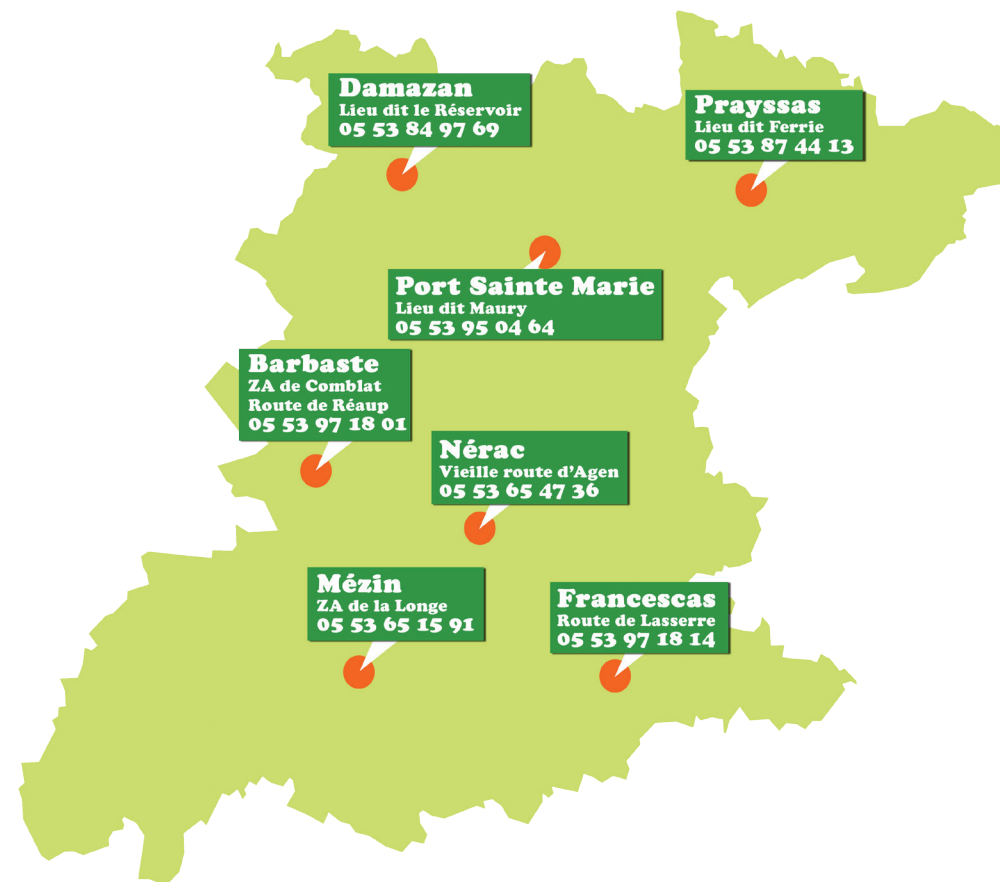 Damazan
Lieu dit le Réservoir
05 53 84 97 69
Prayssas
Lieu dit Ferrie
05 53 87 44 13
Port Sainte Marie
Lieu dit Maury
05 53 95 04 64
Barbaste
ZA de Comblat
Route de Réaup
05 53 97 18 01
Nérac
Vieille route d'Agen
05 53 65 47 36
Mézin
ZA de la Longe
05 53 65 15 91
Francescas
Route de Lasserre
05 53 97 18 14